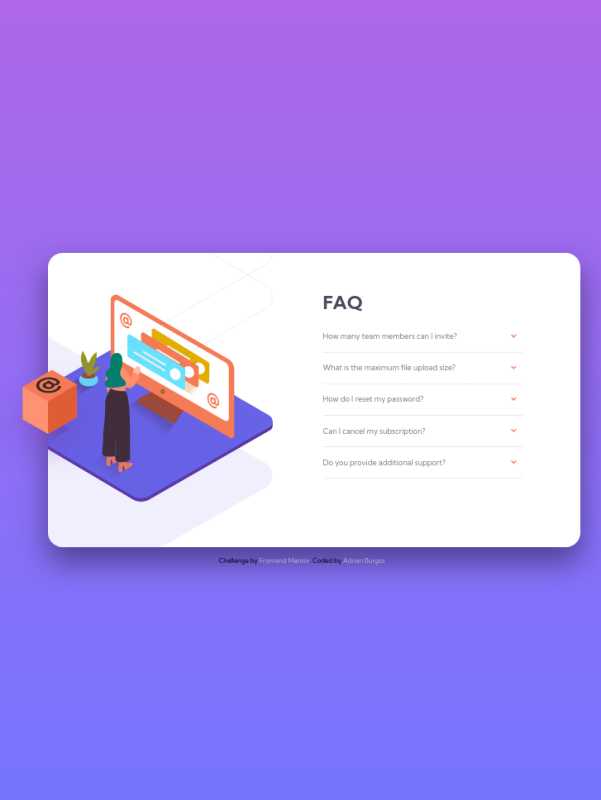 FAQ
How many team members can I invite?
What is the maximum file upload size?
How do I reset my password?
Can I cancel my subscription?
Do you provide additional support?
Challenge by Frontend Mentor. Coded by Adrian Burgos.